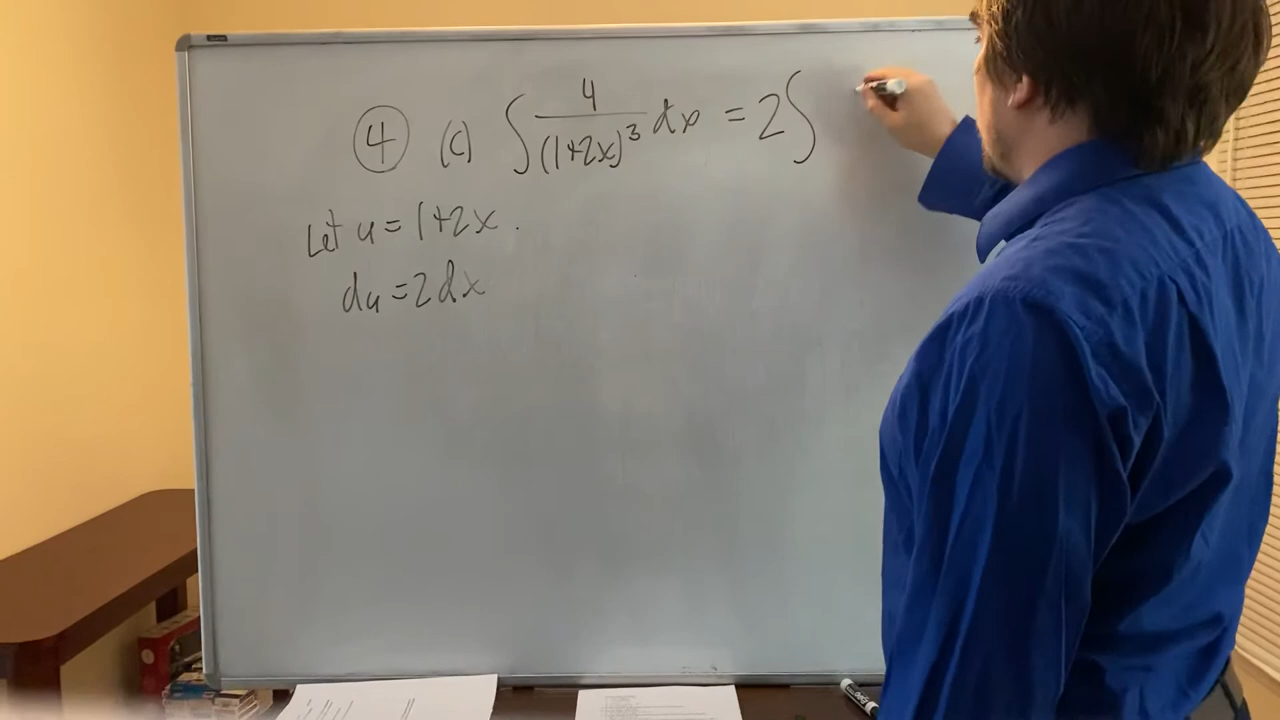 ④ (c) ∫ 4/(1+2x)³ dx = 2∫
Let u = 1+2x.
du = 2dx